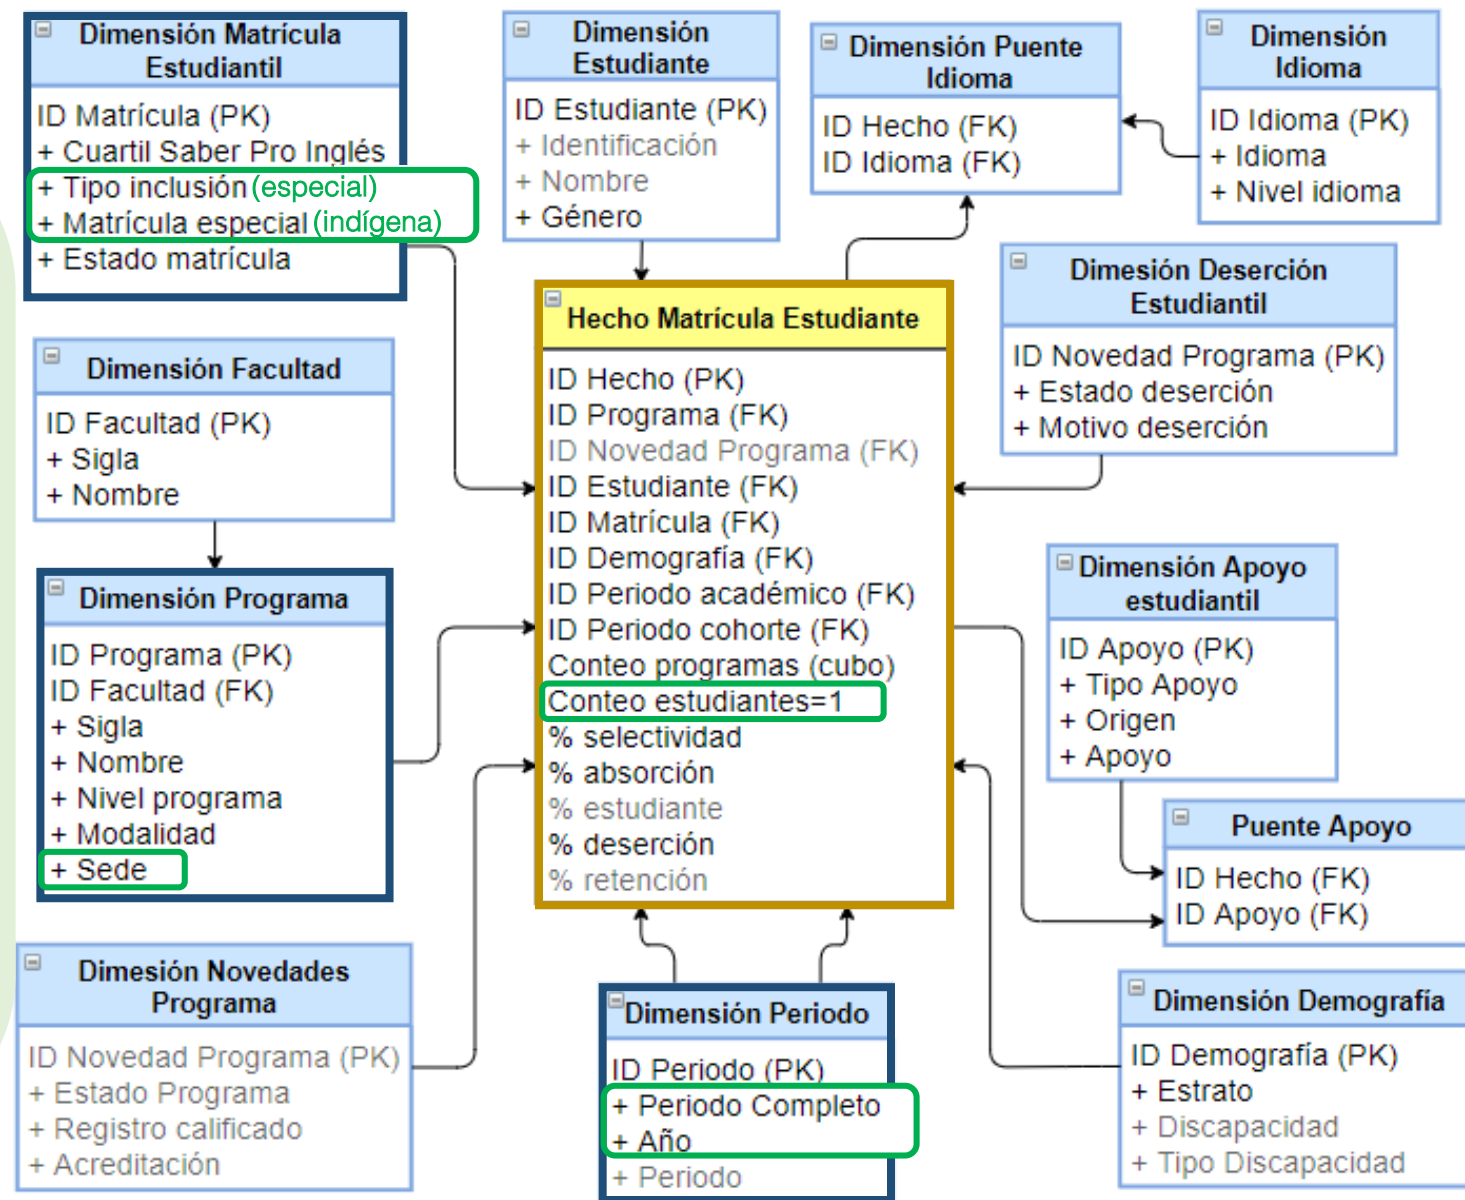 Dimensión Matrícula
Estudiantil
ID Matrícula (PK)
+ Cuartil Saber Pro Inglés
+ Tipo inclusión (especial)
+ Matrícula especial (indígena)
+ Estado matrícula
Dimensión
Estudiante
ID Estudiante (PK)
+ Identificación
+ Nombre
+ Género
Dimensión Puente
Idioma
ID Hecho (FK)
ID Idioma (FK)
Dimensión
Idioma
ID Idioma (PK)
+ Idioma
+ Nivel idioma
Dimesión Deserción
Estudiantil
ID Novedad Programa (PK)
+ Estado deserción
+ Motivo deserción
Dimensión Facultad
ID Facultad (PK)
+ Sigla
+ Nombre
Hecho Matrícula Estudiante
ID Hecho (PK)
ID Programa (FK)
ID Novedad Programa (FK)
ID Estudiante (FK)
ID Matrícula (FK)
ID Demografía (FK)
ID Periodo académico (FK)
ID Periodo cohorte (FK)
Conteo programas (cubo)
Conteo estudiantes=1
% selectividad
% absorción
% estudiante
% deserción
% retención
Dimensión Programa
ID Programa (PK)
ID Facultad (FK)
+ Sigla
+ Nombre
+ Nivel programa
+ Modalidad
+ Sede
Dimensión Apoyo
estudiantil
ID Apoyo (PK)
+ Tipo Apoyo
+ Origen
+ Apoyo
Puente Apoyo
ID Hecho (FK)
ID Apoyo (FK)
Dimesión Novedades
Programa
ID Novedad Programa (PK)
+ Estado Programa
+ Registro calificado
+ Acreditación
Dimensión Periodo
ID Periodo (PK)
+ Periodo Completo
+ Año
+ Periodo
Dimensión Demografía
ID Demografía (PK)
+ Estrato
+ Discapacidad
+ Tipo Discapacidad